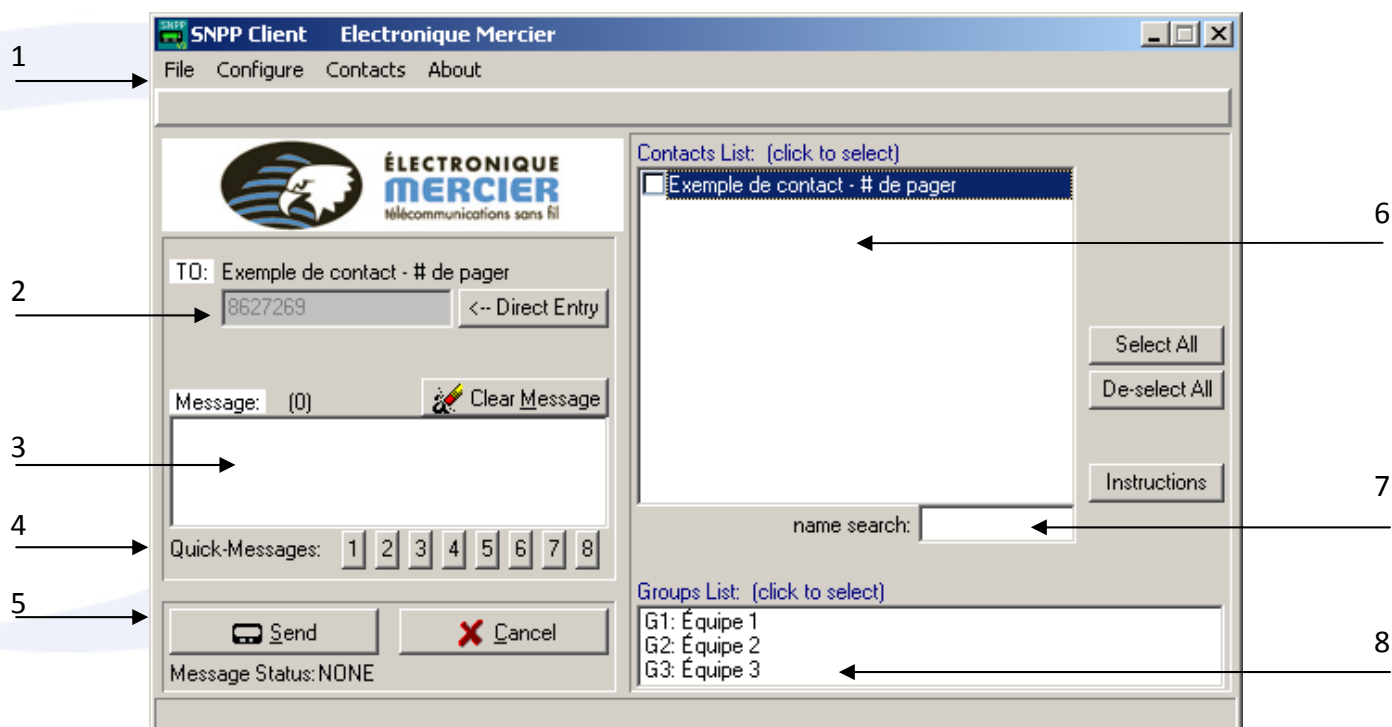 SNPP Client Electronique Mercier
1
File Configure Contacts About
ÉLECTRONIQUE
MERCIER
télécommunications sans fil
TO: Exemple de contact - # de pager
2
8627269
<-- Direct Entry
Message: (0)
Clear Message
3
4
Quick-Messages: 1 2 3 4 5 6 7 8
5
Send
Cancel
Message Status: NONE
Contacts List: (click to select)
Exemple de contact - # de pager
6
Select All
De-select All
Instructions
7
name search:
Groups List: (click to select)
G1: Équipe 1
G2: Équipe 2
G3: Équipe 3
8